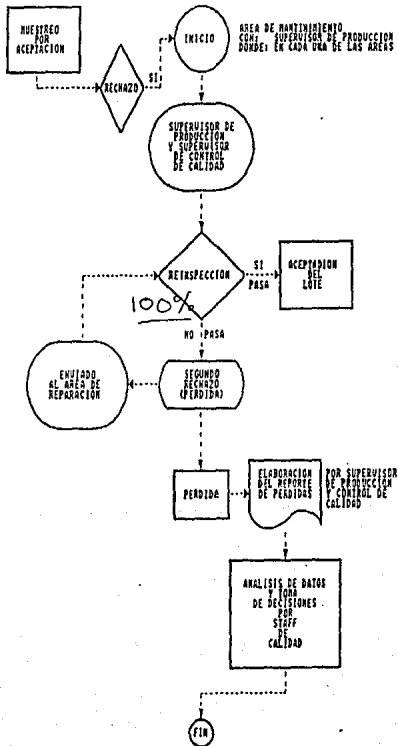 MUESTREO
POR
ACEPTACION
RECHAZO
SI
INICIO
AREA DE MANTINIMIENTO
CON: SUPERVISOR DE PRODUCCION
DONDE: EN CADA UNA DE LAS AREAS
SUPERVISOR DE
PRODUCCION
Y SUPERVISOR
DE CONTROL
DE CALIDAD
REINSPECCION
100%
SI
PASA
ACEPTACION
DEL
LOTE
NO PASA
ENVIADO
AL AREA DE
REPARACION
SEGUNDO
RECHAZO
(PERDIDA)
PERDIDA
ELABORACION
DEL REPORTE
DE PERDIDAS
POR SUPERVISOR
DE PRODUCCION
Y CONTROL DE
CALIDAD
ANALISIS DE DATOS
Y TOMA
DE DECISIONES
POR
STAFF
DE
CALIDAD
FIN